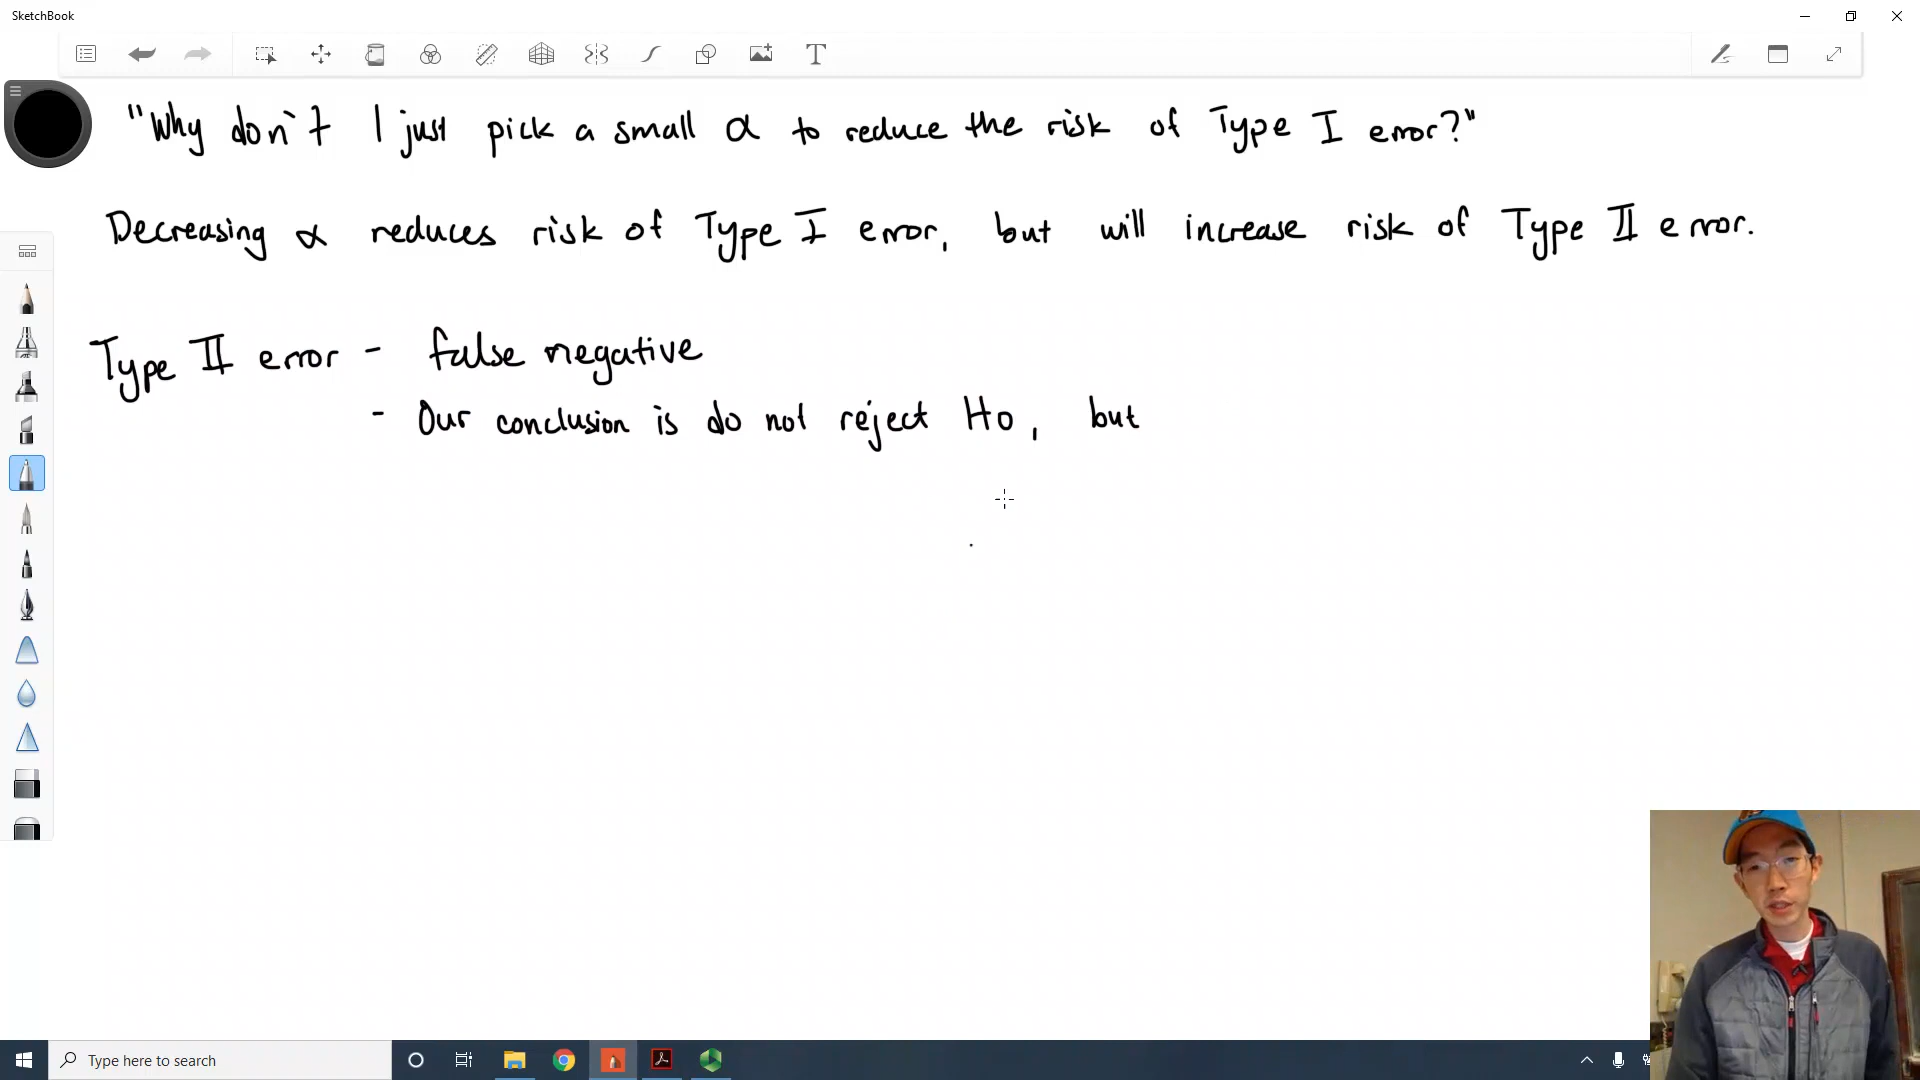 SketchBook
"Why don't I just pick a small α to reduce the risk of Type I error?"
Decreasing α reduces risk of Type I error, but will increase risk of Type II error.
Type II error - false negative
- Our conclusion is do not reject Ho, but
Type here to search